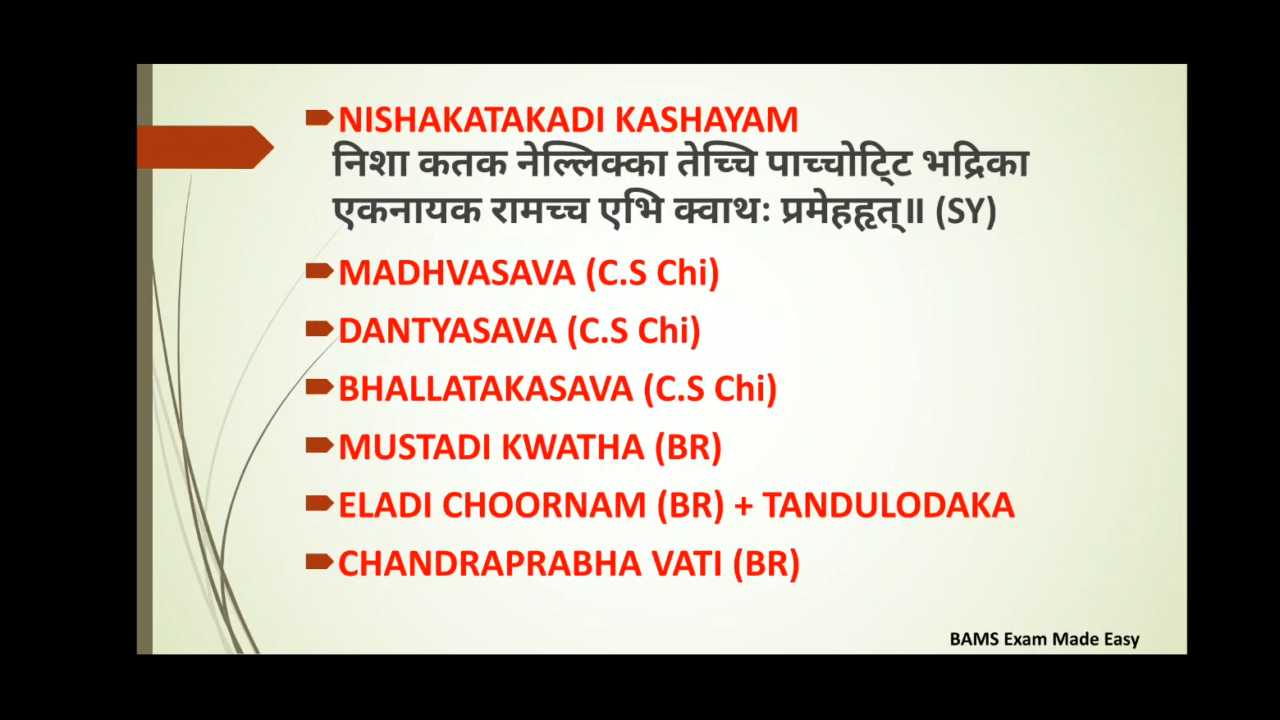 NISHAKATAKADI KASHAYAM
निशा कतक नेल्लिक्का तेच्चि पाच्चोट्टि भद्रिका
एकनायक रामच्च एभि क्वाथः प्रमेहहृत्॥ (SY)
MADHVASAVA (C.S Chi)
DANTYASAVA (C.S Chi)
BHALLATAKASAVA (C.S Chi)
MUSTADI KWATHA (BR)
ELADI CHOORNAM (BR) + TANDULODAKA
CHANDRAPRABHA VATI (BR)
BAMS Exam Made Easy